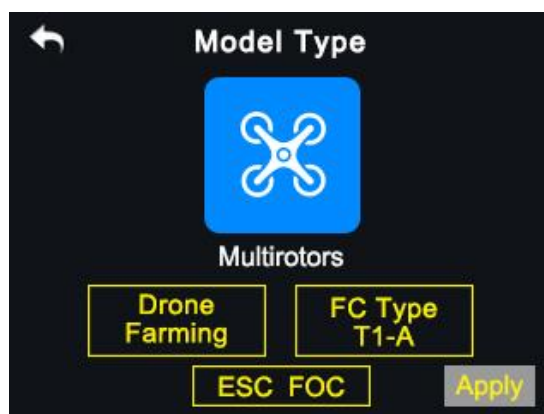 Model Type
Multirotors
Drone
Farming
FC Type
T1-A
ESC FOC
Apply